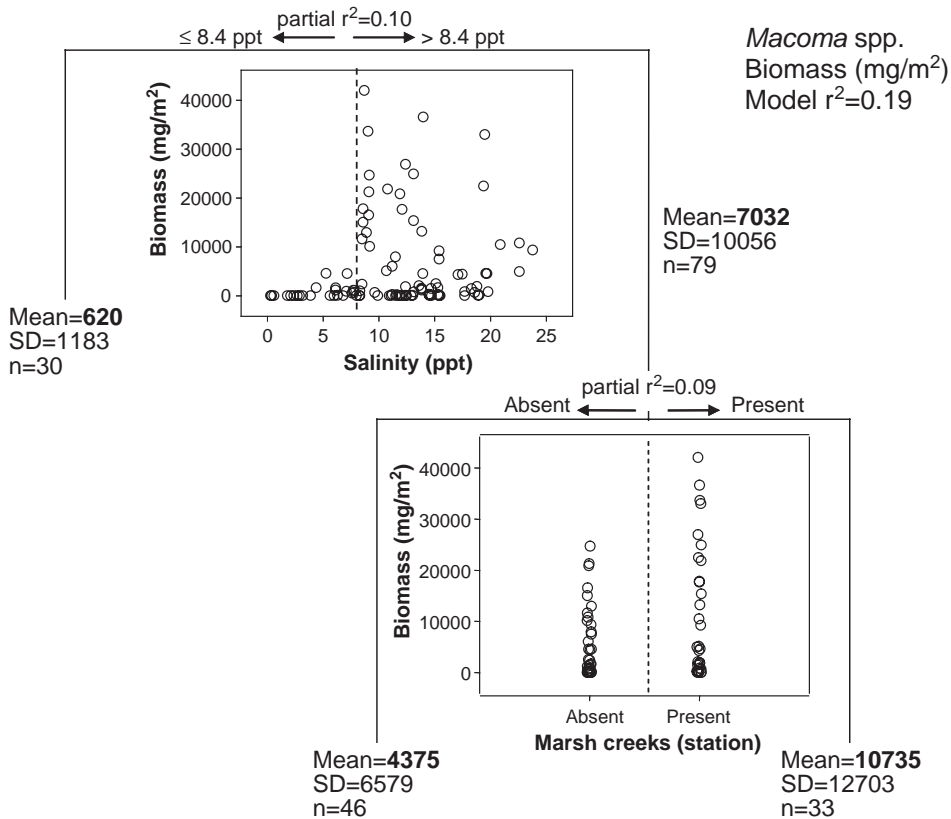 partial r²=0.10
≤ 8.4 ppt > 8.4 ppt
Macoma spp.
Biomass (mg/m²)
Model r²=0.19
Biomass (mg/m²)
40000
30000
20000
10000
0
0 5 10 15 20 25
Salinity (ppt)
Mean=620
SD=1183
n=30
Mean=7032
SD=10056
n=79
partial r²=0.09
Absent Present
Biomass (mg/m²)
40000
30000
20000
10000
0
Absent Present
Marsh creeks (station)
Mean=4375
SD=6579
n=46
Mean=10735
SD=12703
n=33